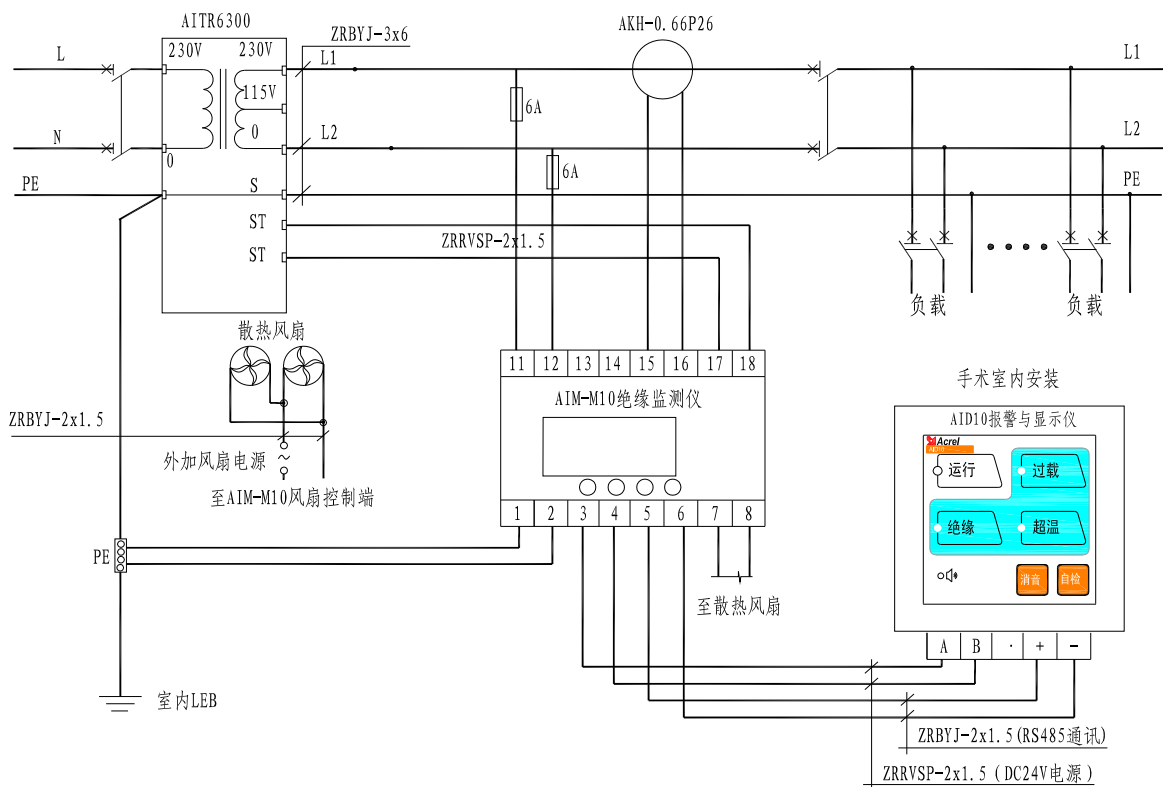 AITR6300
ZRBYJ-3x6
AKH-0.66P26
L
230V
230V
L1
L1
115V
6A
N
0
L2
L2
0
6A
PE
S
PE
ST
ZRRVSP-2x1.5
ST
负载
负载
散热风扇
11 12 13 14 15 16 17 18
手术室内安装
AIM-M10绝缘监测仪
AID10报警与显示仪
ZRBYJ-2x1.5
Acrel
AID10
外加风扇电源
~
运行
过载
至AIM-M10风扇控制端
1 2 3 4 5 6 7 8
绝缘
超温
PE
消音
自检
至散热风扇
A B · + -
室内LEB
ZRBYJ-2x1.5(RS485通讯)
ZRRVSP-2x1.5(DC24V电源)